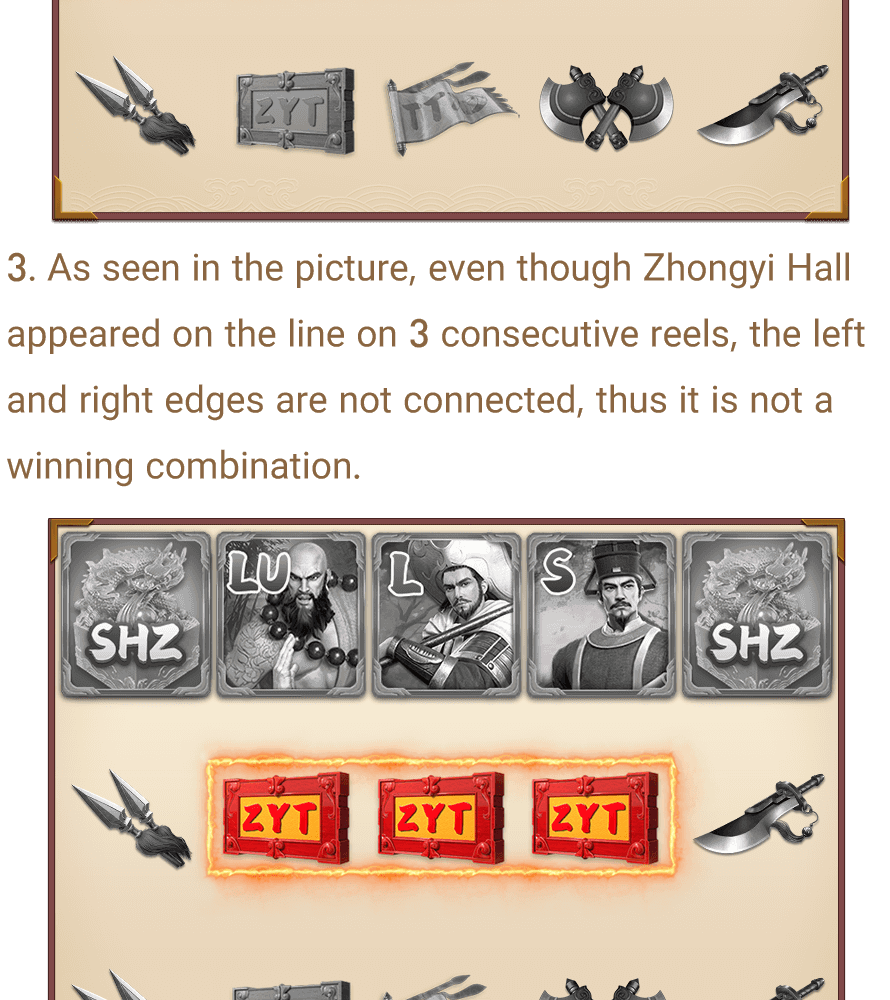 ZYT
3. As seen in the picture, even though Zhongyi Hall
appeared on the line on 3 consecutive reels, the left
and right edges are not connected, thus it is not a
winning combination.
SHZ LU L S SHZ
ZYT ZYT ZYT